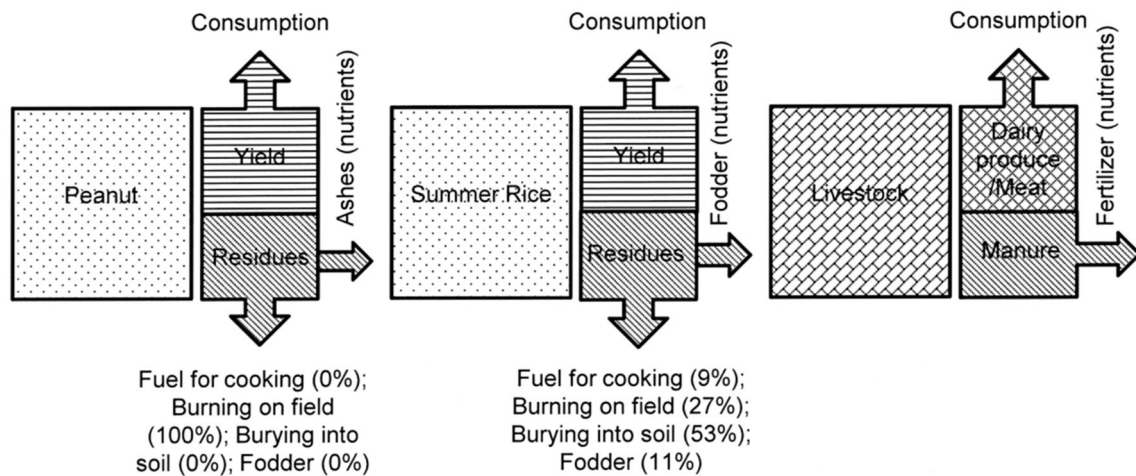 Consumption
Yield
Peanut
Residues
Ashes (nutrients)
Fuel for cooking (0%);
Burning on field
(100%); Burying into
soil (0%); Fodder (0%)
Consumption
Yield
Summer Rice
Residues
Fodder (nutrients)
Fuel for cooking (9%);
Burning on field (27%);
Burying into soil (53%);
Fodder (11%)
Consumption
Dairy
produce
/Meat
Livestock
Manure
Fertilizer (nutrients)